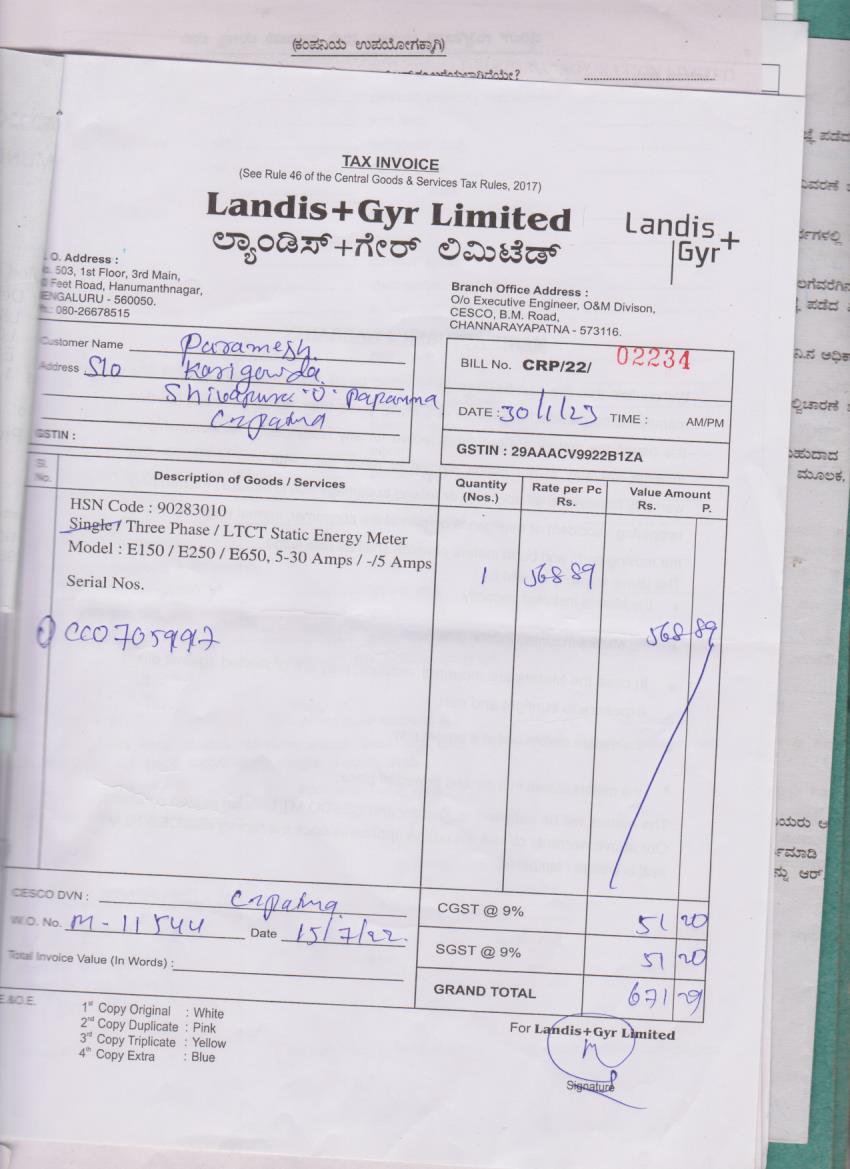 (ಕಂಪನಿಯ ಉಪಯೋಗಕ್ಕಾಗಿ)
TAX INVOICE
(See Rule 46 of the Central Goods & Services Tax Rules, 2017)
Landis+Gyr Limited
ಲ್ಯಾಂಡಿಸ್+ಗೇರ್ ಲಿಮಿಟೆಡ್
Landis+
Gyr
O. Address :
503, 1st Floor, 3rd Main,
Feet Road, Hanumanthnagar,
ENGALURU - 560050.
080-26678515
Branch Office Address :
O/o Executive Engineer, O&M Divison,
CESCO, B.M. Road,
CHANNARAYAPATNA - 573116.
Customer Name Paramesh.
Address S/o Karigowda
Shivapura
Crpatna
GSTIN :
BILL No. CRP/22/ 02234
DATE : 30/1/23 TIME : AM/PM
GSTIN : 29AAACV9922B1ZA
Sl. No. Description of Goods / Services Quantity (Nos.) Rate per Pc Rs. Value Amount Rs. P.
HSN Code : 90283010
Single / Three Phase / LTCT Static Energy Meter
Model : E150 / E250 / E650, 5-30 Amps / -/5 Amps 1 568 89
Serial Nos.
568 89
CESCO DVN : Crpatna
W.O. No. M-11544 Date 15/7/22.
Total Invoice Value (In Words) :
CGST @ 9% 51 20
SGST @ 9% 51 20
GRAND TOTAL 671 29
E.&O.E.
1st Copy Original : White
2nd Copy Duplicate : Pink
3rd Copy Triplicate : Yellow
4th Copy Extra : Blue
For Landis+Gyr Limited
Signature